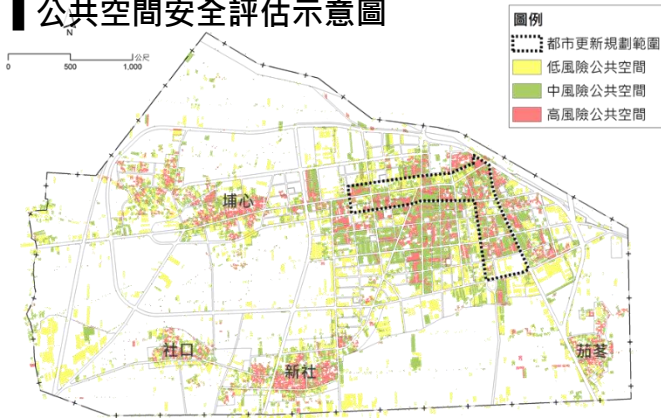 公共空間安全評估示意圖
N
0 500 1,000 公尺
圖例
都市更新規劃範圍
低風險公共空間
中風險公共空間
高風險公共空間
埔心
社口
新社
茄荖